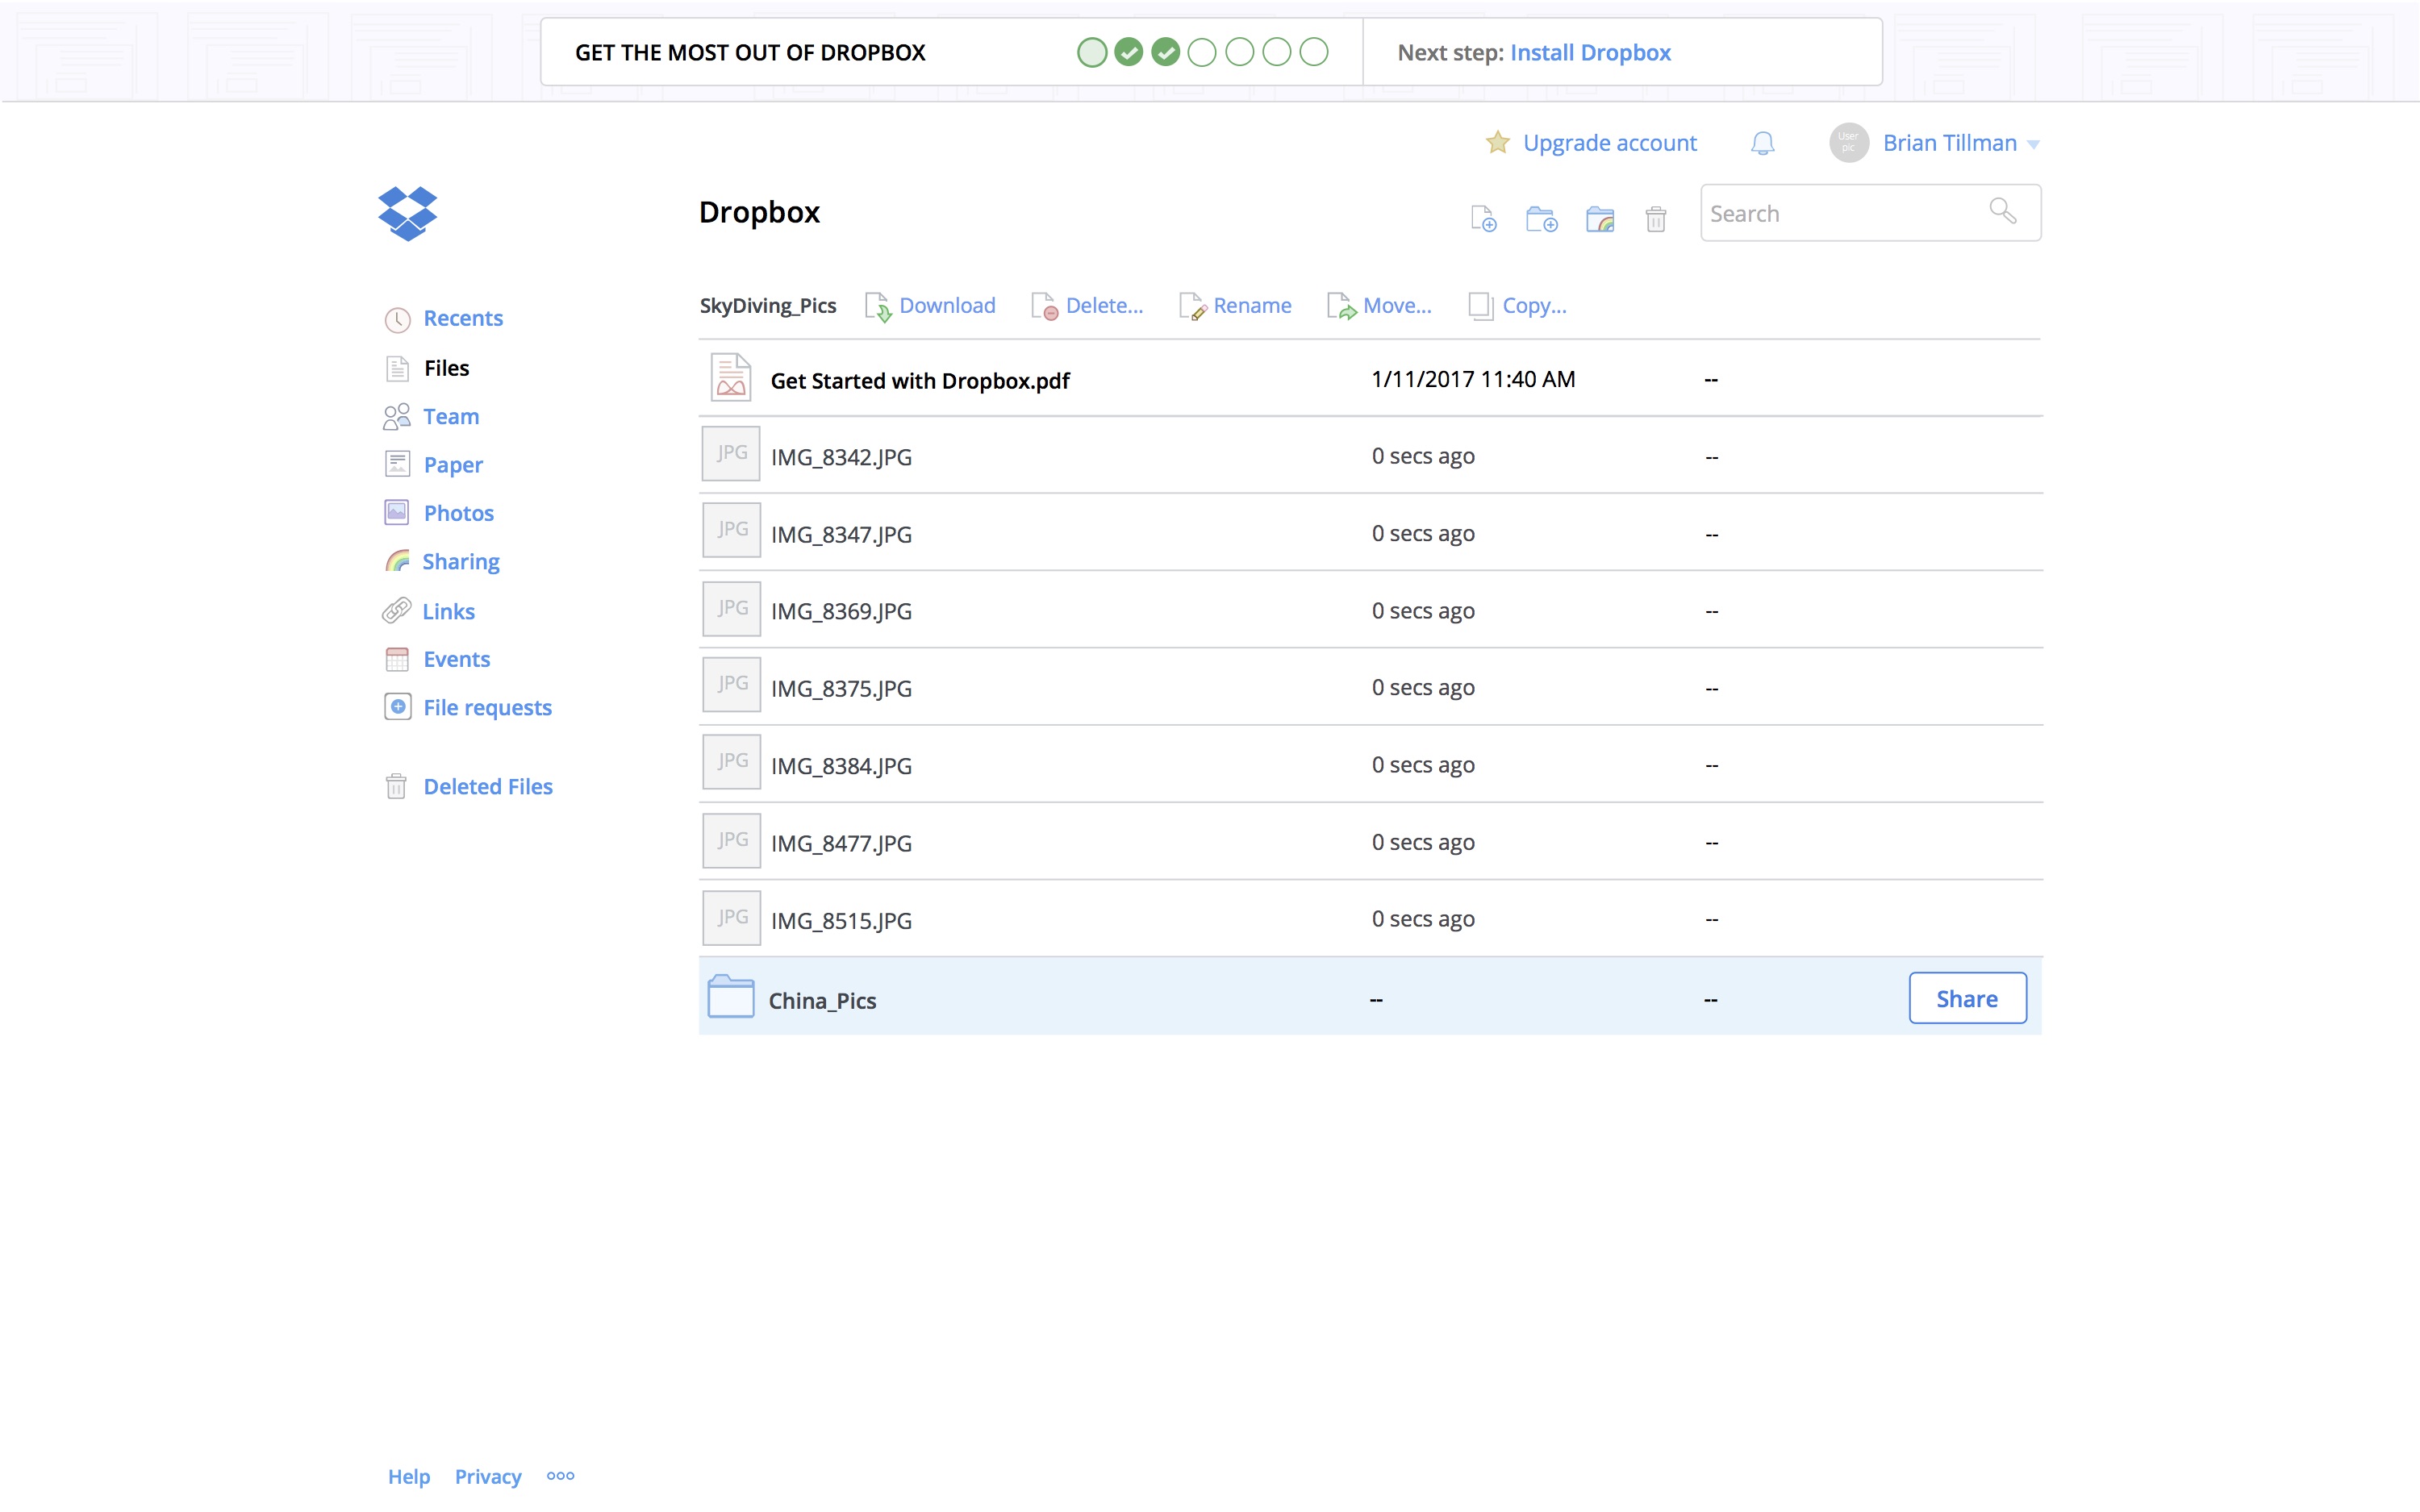 GET THE MOST OUT OF DROPBOX Next step: Install Dropbox
Upgrade account User pic Brian Tillman
Dropbox Search
SkyDiving_Pics Download Delete... Rename Move... Copy...
Recents
Files
Team
Paper
Photos
Sharing
Links
Events
File requests
Deleted Files
Get Started with Dropbox.pdf 1/11/2017 11:40 AM --
JPG IMG_8342.JPG 0 secs ago --
JPG IMG_8347.JPG 0 secs ago --
JPG IMG_8369.JPG 0 secs ago --
JPG IMG_8375.JPG 0 secs ago --
JPG IMG_8384.JPG 0 secs ago --
JPG IMG_8477.JPG 0 secs ago --
JPG IMG_8515.JPG 0 secs ago --
China_Pics -- -- Share
Help Privacy